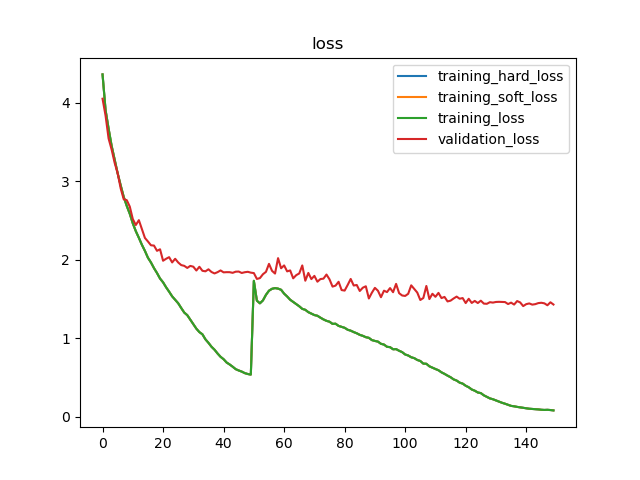 loss
training_hard_loss
training_soft_loss
training_loss
validation_loss
4
3
2
1
0
0 20 40 60 80 100 120 140